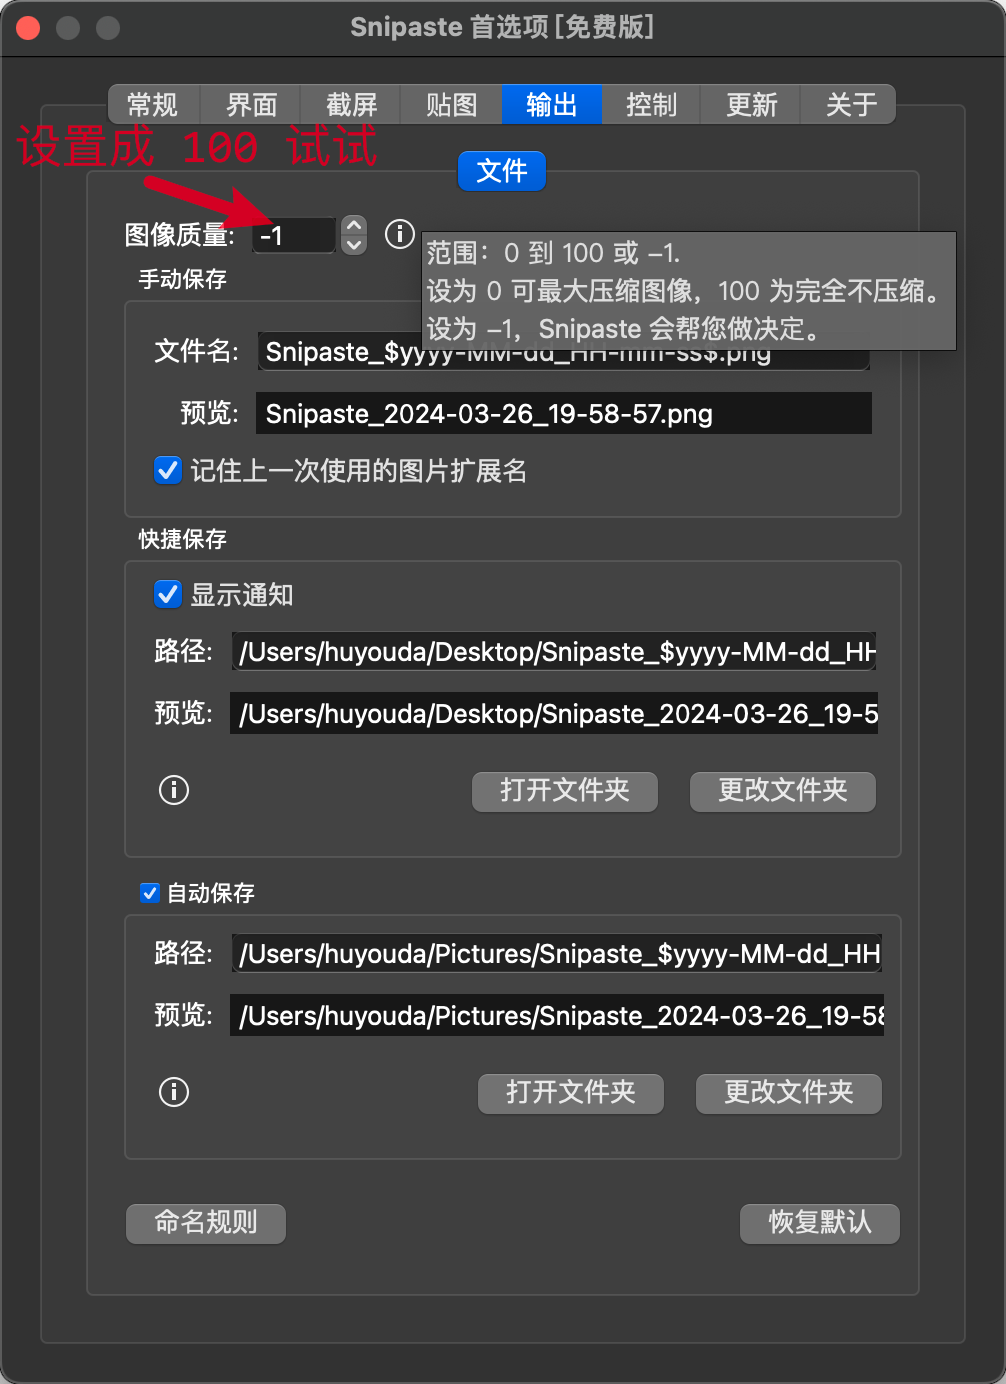 Snipaste 首选项 [免费版]
常规 界面 截屏 贴图 输出 控制 更新 关于
设置成 100 试试
文件
图像质量: -1
范围：0 到 100 或 -1.
设为 0 可最大压缩图像，100 为完全不压缩。
设为 -1，Snipaste 会帮您做决定。
手动保存
文件名: Snipaste_$yyyy-MM-dd_HH-mm-ss$.png
预览: Snipaste_2024-03-26_19-58-57.png
记住上一次使用的图片扩展名
快捷保存
显示通知
路径: /Users/huyouda/Desktop/Snipaste_$yyyy-MM-dd_HH
预览: /Users/huyouda/Desktop/Snipaste_2024-03-26_19-5
打开文件夹 更改文件夹
自动保存
路径: /Users/huyouda/Pictures/Snipaste_$yyyy-MM-dd_HH
预览: /Users/huyouda/Pictures/Snipaste_2024-03-26_19-58
打开文件夹 更改文件夹
命名规则 恢复默认